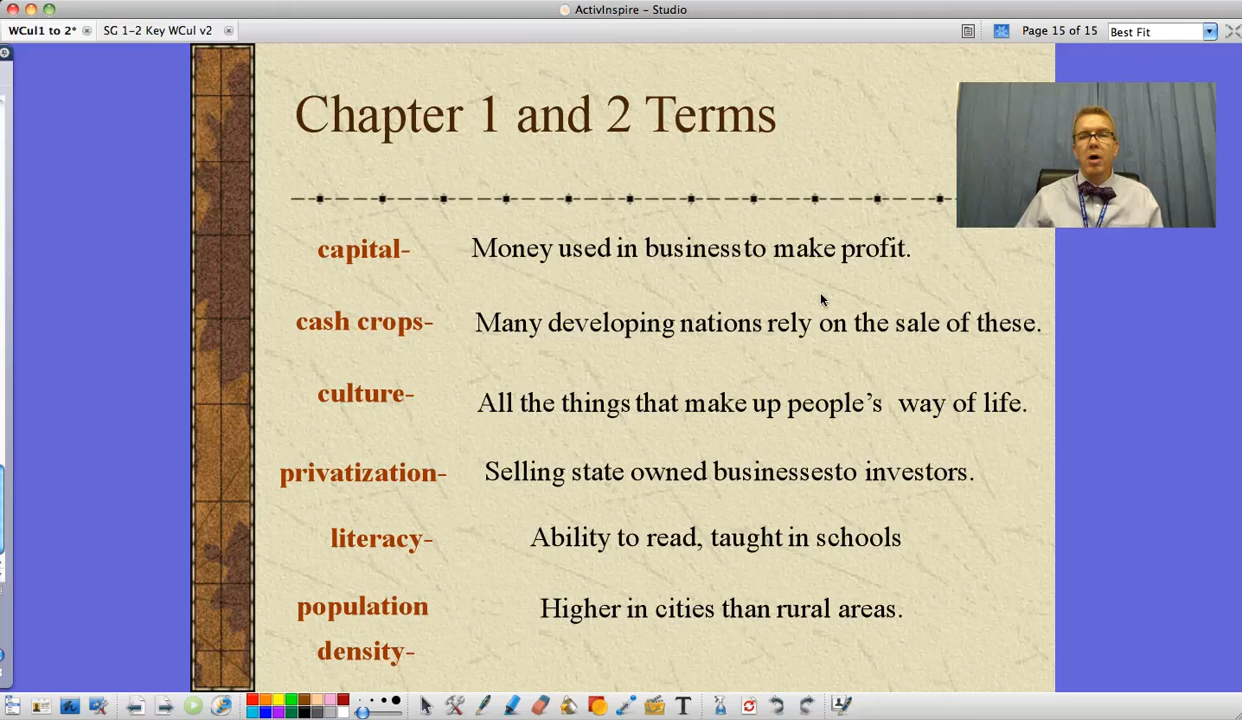 ActivInspire - Studio
WCul1 to 2*
SG 1-2 Key WCul v2
Page 15 of 15
Best Fit
Chapter 1 and 2 Terms
capital- Money used in business to make profit.
cash crops- Many developing nations rely on the sale of these.
culture- All the things that make up people’s way of life.
privatization- Selling state owned businesses to investors.
literacy- Ability to read, taught in schools
population Higher in cities than rural areas.
density-
T